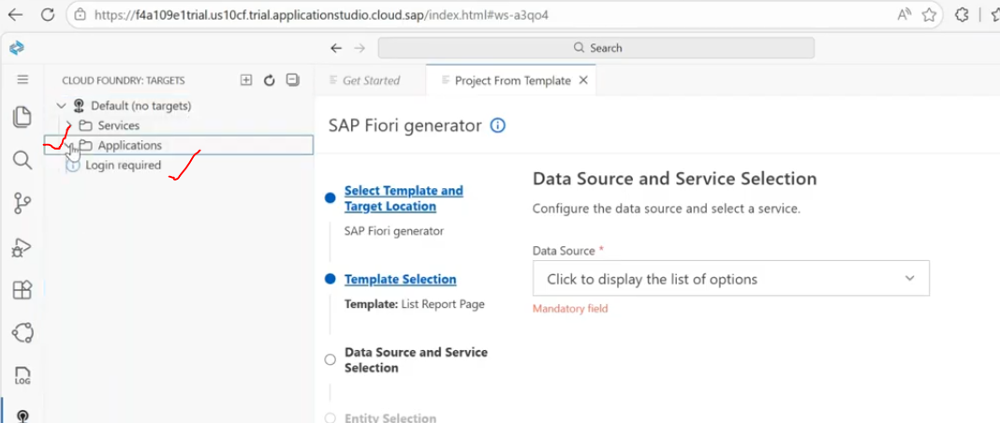 https://f4a109e1trial.us10cf.trial.applicationstudio.cloud.sap/index.html#ws-a3qo4
A
Search
CLOUD FOUNDRY: TARGETS
Get Started
Project From Template
Default (no targets)
Services
Applications
Login required
SAP Fiori generator
Select Template and
Target Location
SAP Fiori generator
Template Selection
Template: List Report Page
Data Source and Service
Selection
Entity Selection
Data Source and Service Selection
Configure the data source and select a service.
Data Source *
Click to display the list of options
Mandatory field
LOG